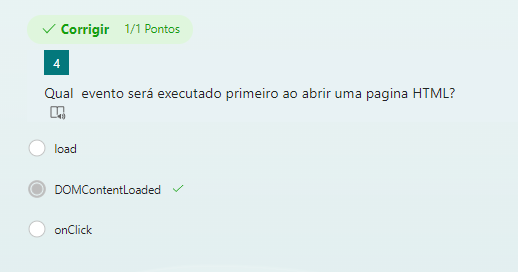 Corrigir 1/1 Pontos
4
Qual evento será executado primeiro ao abrir uma pagina HTML?
load
DOMContentLoaded
onClick